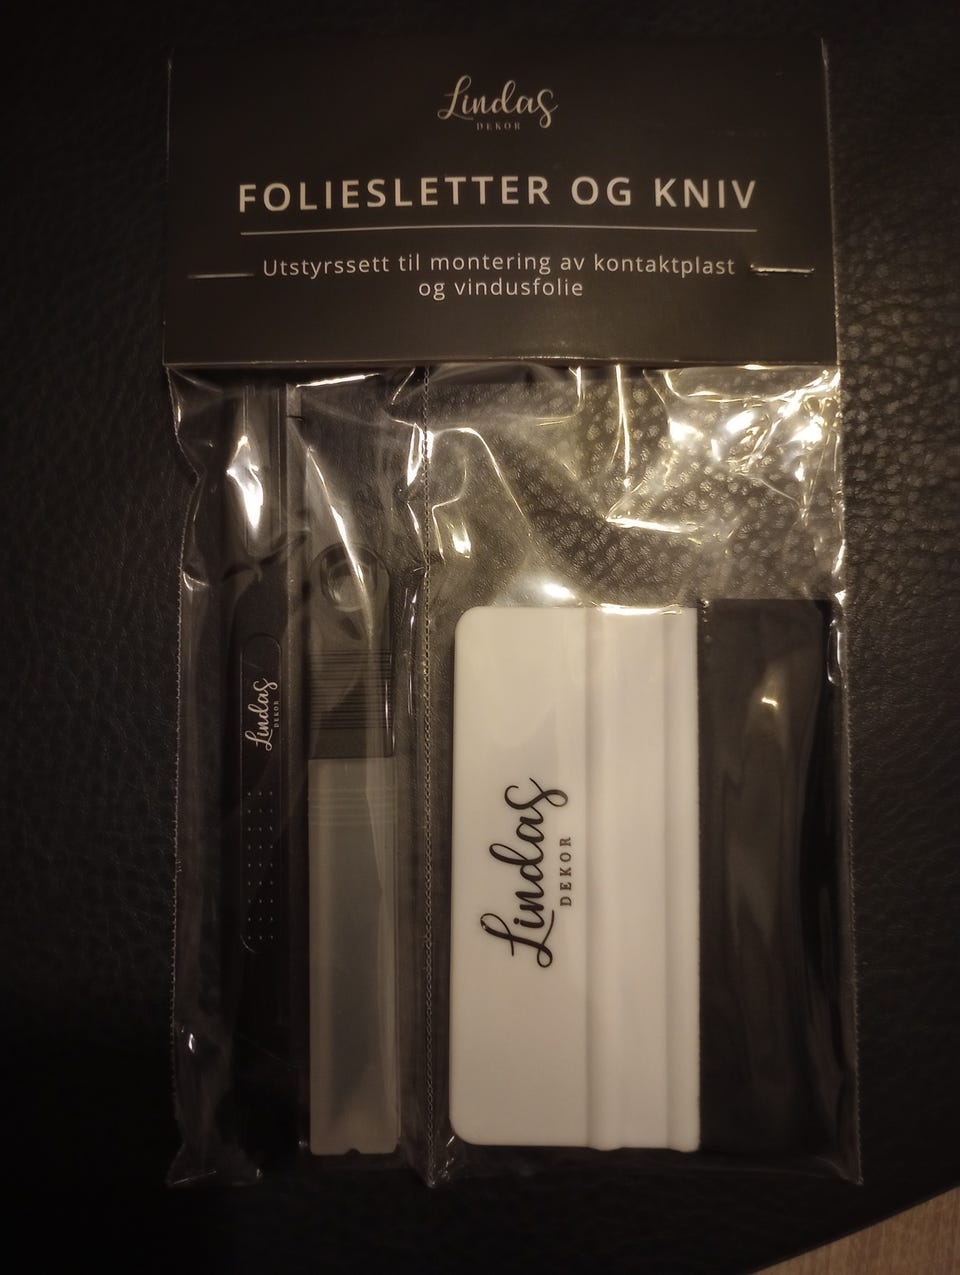 Lindas
DEKOR
FOLIESLETTER OG KNIV
Utstyrssett til montering av kontaktplast
og vindusfolie
Lindas
DEKOR
Lindas
DEKOR